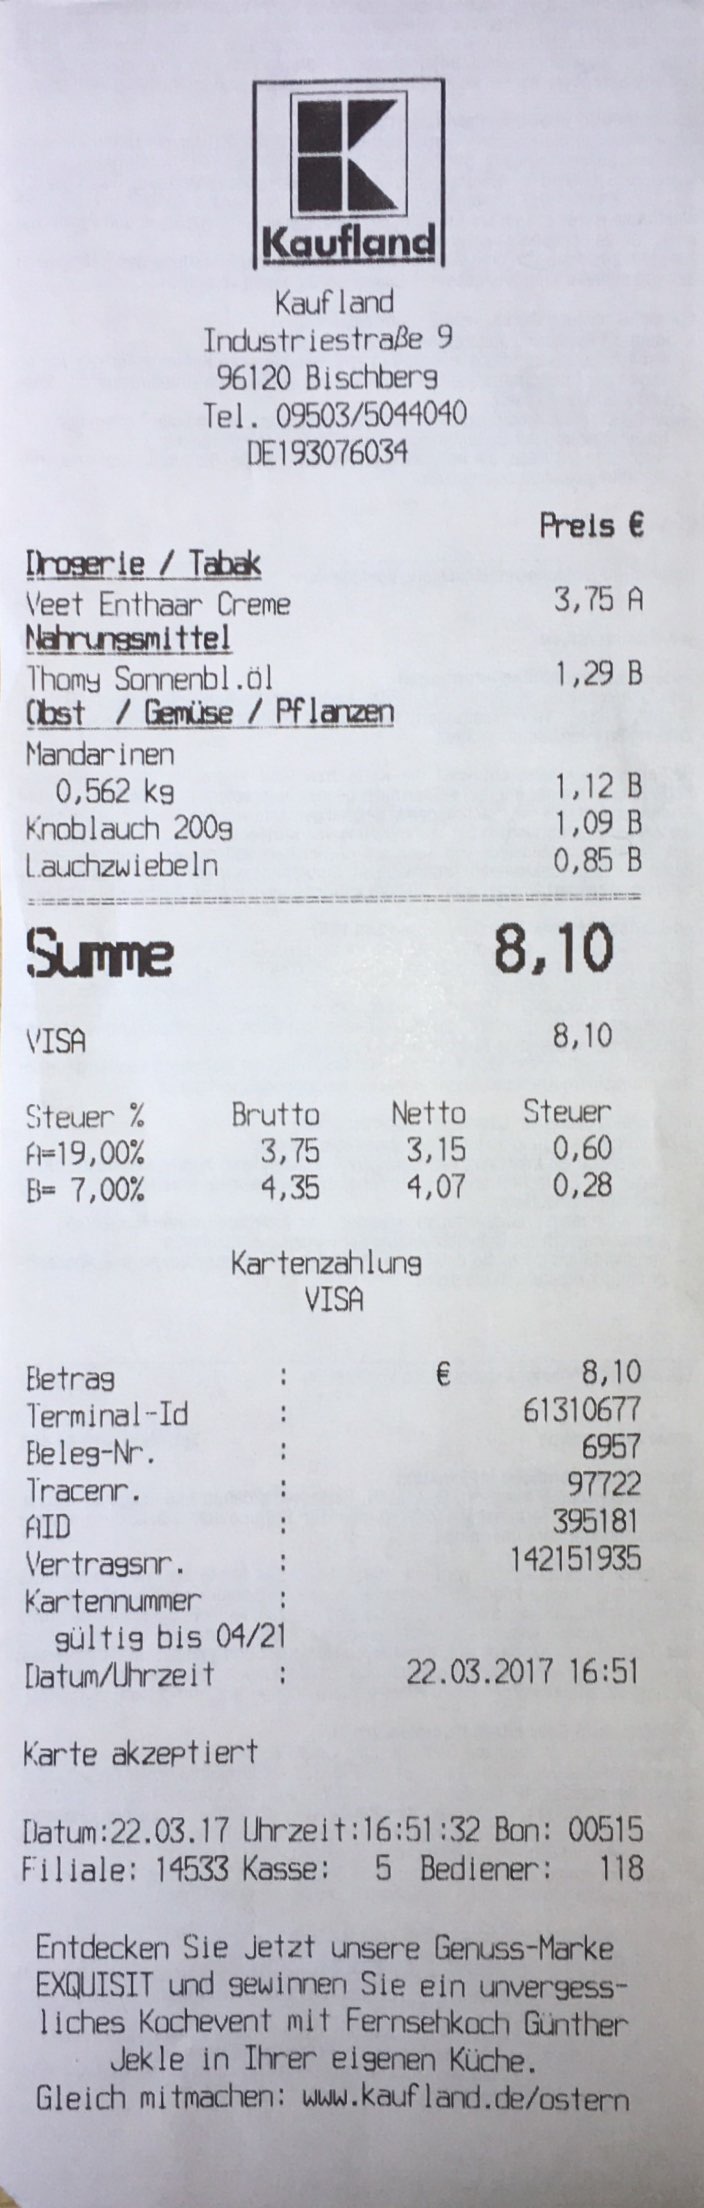 Kaufland
Kaufland
Industriestraße 9
96120 Bischberg
Tel. 09503/5044040
DE193076034
Preis €
Drogerie / Tabak
Veet Enthaar Creme 3,75 A
Nahrungsmittel
Thomy Sonnenbl.öl 1,29 B
Obst / Gemüse / Pflanzen
Mandarinen
0,562 kg 1,12 B
Knoblauch 200g 1,09 B
Lauchzwiebeln 0,85 B
Summe 8,10
VISA 8,10
Steuer % Brutto Netto Steuer
A=19,00% 3,75 3,15 0,60
B= 7,00% 4,35 4,07 0,28
Kartenzahlung
VISA
Betrag : € 8,10
Terminal-Id : 61310677
Beleg-Nr. : 6957
Tracenr. : 97722
AID : 395181
Vertragsnr. : 142151935
Kartennummer :
gültig bis 04/21
Datum/Uhrzeit : 22.03.2017 16:51
Karte akzeptiert
Datum:22.03.17 Uhrzeit:16:51:32 Bon: 00515
Filiale: 14533 Kasse: 5 Bediener: 118
Entdecken Sie jetzt unsere Genuss-Marke
EXQUISIT und gewinnen Sie ein unvergess-
liches Kochevent mit Fernsehkoch Günther
Jekle in Ihrer eigenen Küche.
Gleich mitmachen: www.kaufland.de/ostern